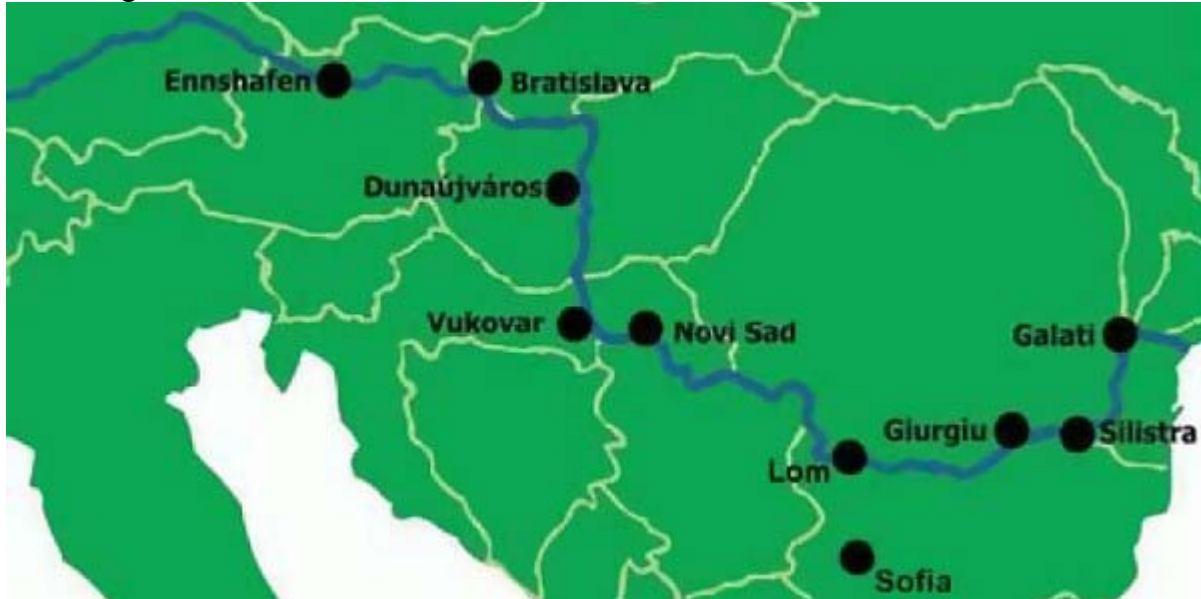 Ennshafen
Bratislava
Dunaújváros
Vukovar
Novi Sad
Galati
Giurgiu
Silistra
Lom
Sofia